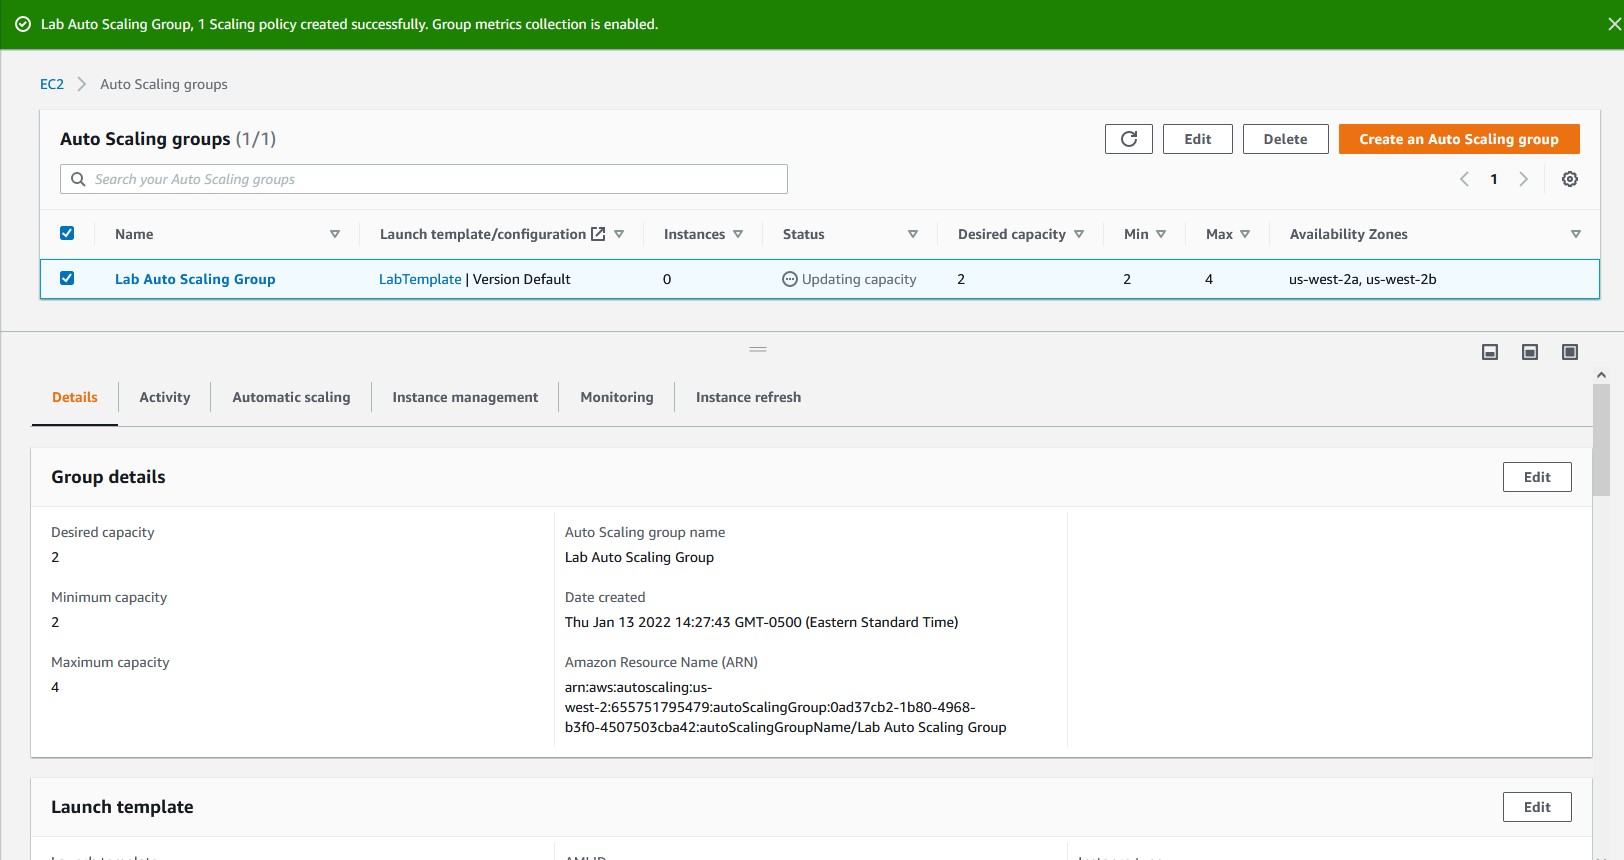 Lab Auto Scaling Group, 1 Scaling policy created successfully. Group metrics collection is enabled.
EC2 Auto Scaling groups
Auto Scaling groups (1/1) Edit Delete Create an Auto Scaling group
Search your Auto Scaling groups 1
Name Launch template/configuration Instances Status Desired capacity Min Max Availability Zones
Lab Auto Scaling Group LabTemplate | Version Default 0 Updating capacity 2 2 4 us-west-2a, us-west-2b
Details Activity Automatic scaling Instance management Monitoring Instance refresh
Group details Edit
Desired capacity
2
Minimum capacity
2
Maximum capacity
4
Auto Scaling group name
Lab Auto Scaling Group
Date created
Thu Jan 13 2022 14:27:43 GMT-0500 (Eastern Standard Time)
Amazon Resource Name (ARN)
arn:aws:autoscaling:us-
west-2:655751795479:autoScalingGroup:0ad37cb2-1b80-4968-
b3f0-4507503cba42:autoScalingGroupName/Lab Auto Scaling Group
Launch template Edit